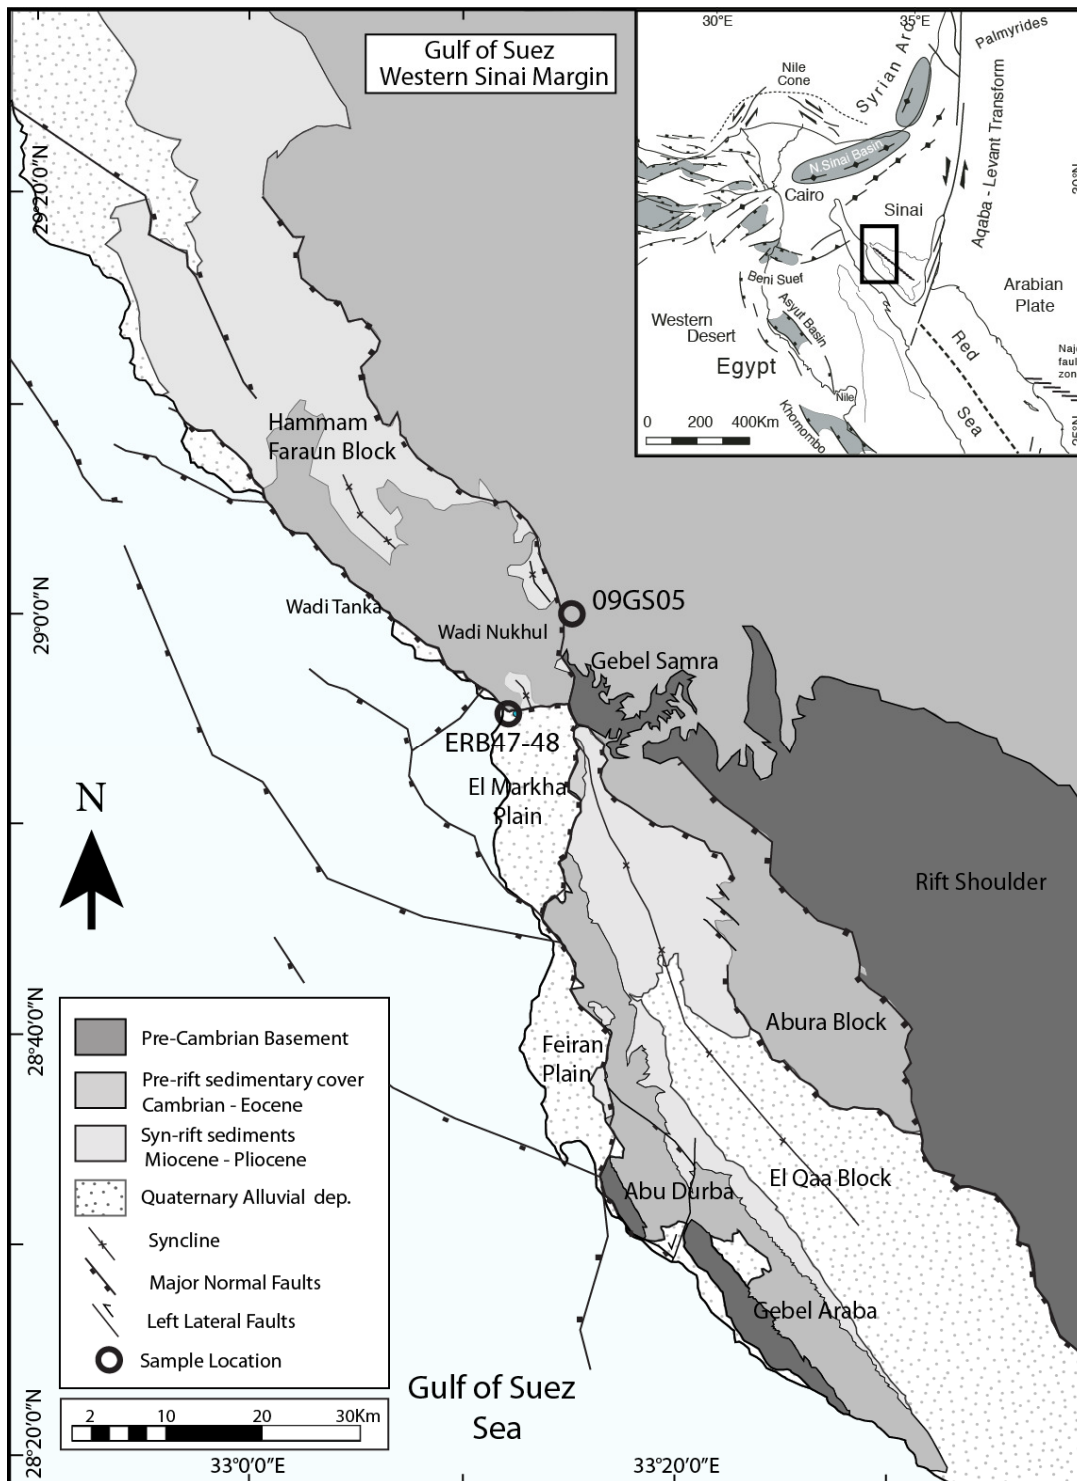 Gulf of Suez
Western Sinai Margin
30°E
35°E
Palmyrides
Syrian Arc
Nile
Cone
N.Sinai Basin
Cairo
Sinai
Aqaba - Levant Transform
Beni Suef
Asyut Basin
Western
Desert
Egypt
Nile
Khomombo
Arabian
Plate
Red
Sea
Naj
faul
zon
25°N
0 200 400Km
29°20'0"N
Hammam
Faraun Block
29°0'0"N
Wadi Tanka
Wadi Nukhul
09GS05
Gebel Samra
ERB47-48
El Markha
Plain
N
Rift Shoulder
28°40'0"N
Abura Block
Feiran
Plain
El Qaa Block
Abu Durba
Gebel Araba
Pre-Cambrian Basement
Pre-rift sedimentary cover
Cambrian - Eocene
Syn-rift sediments
Miocene - Pliocene
Quaternary Alluvial dep.
Syncline
Major Normal Faults
Left Lateral Faults
Sample Location
Gulf of Suez
Sea
2 10 20 30Km
28°20'0"N
33°0'0"E
33°20'0"E